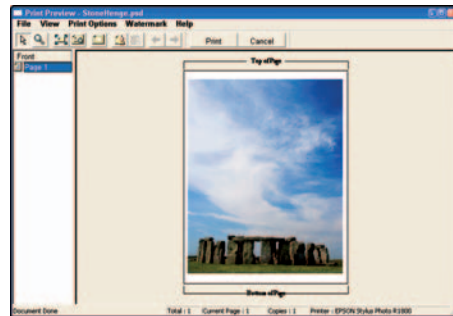 Print Preview - StoneHenge.psd
File View Print Options Watermark Help
Print Cancel
Front
Page 1
Top of Page
Bottom of Page
Document Done Total : 1 Current Page : 1 Copies : 1 Printer : EPSON Stylus Photo R1800